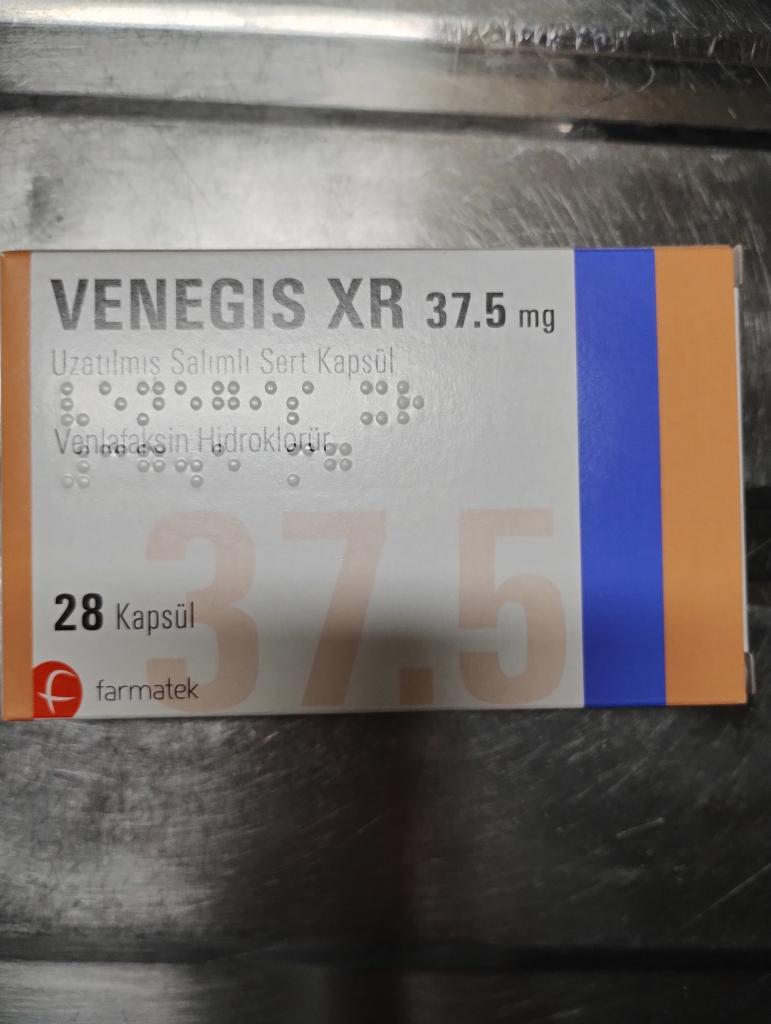 VENEGIS XR 37.5 mg
Uzatılmış Salımlı Sert Kapsül
Venlafaksin Hidroklorür
37.5
28 Kapsül
farmatek